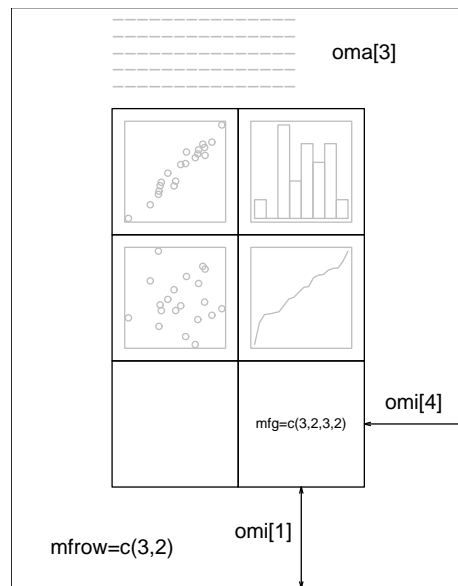 oma[3]
mfg=c(3,2,3,2)
omi[4]
omi[1]
mfrow=c(3,2)